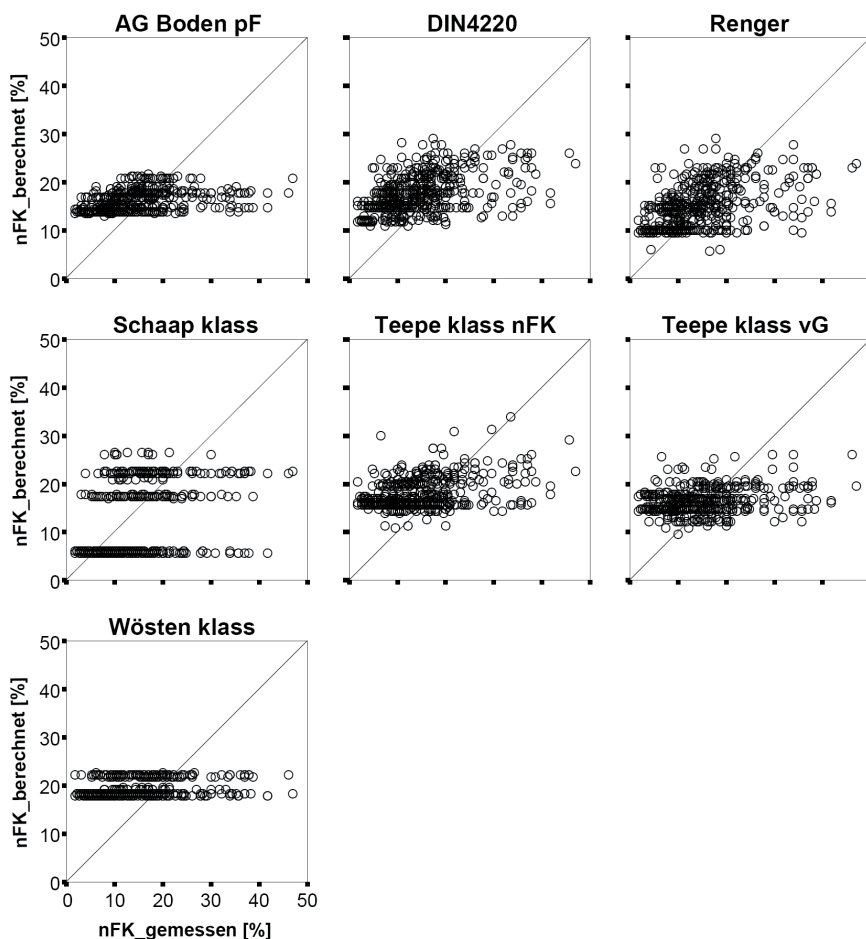 AG Boden pF DIN4220 Renger
50
40
30
20
10
0
nFK_berechnet [%]
Schaap klass Teepe klass nFK Teepe klass vG
50
40
30
20
10
0
nFK_berechnet [%]
Wösten klass
50
40
30
20
10
0
nFK_berechnet [%]
0 10 20 30 40 50
nFK_gemessen [%]